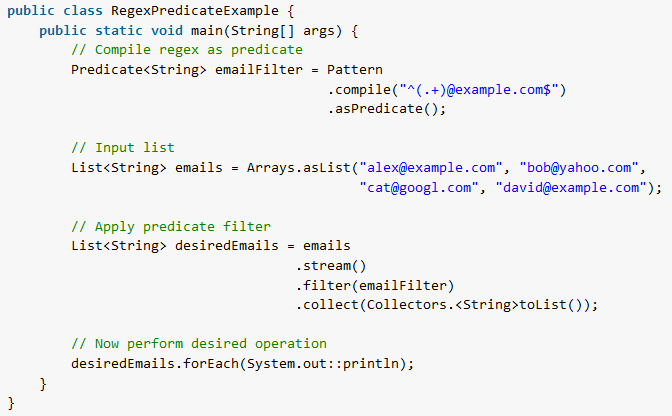 public class RegexPredicateExample {
    public static void main(String[] args) {
        // Compile regex as predicate
        Predicate<String> emailFilter = Pattern
                                        .compile("^(.+)@example.com$")
                                        .asPredicate();

        // Input list
        List<String> emails = Arrays.asList("alex@example.com", "bob@yahoo.com",
                                            "cat@googl.com", "david@example.com");

        // Apply predicate filter
        List<String> desiredEmails = emails
                                    .stream()
                                    .filter(emailFilter)
                                    .collect(Collectors.<String>toList());

        // Now perform desired operation
        desiredEmails.forEach(System.out::println);
    }
}